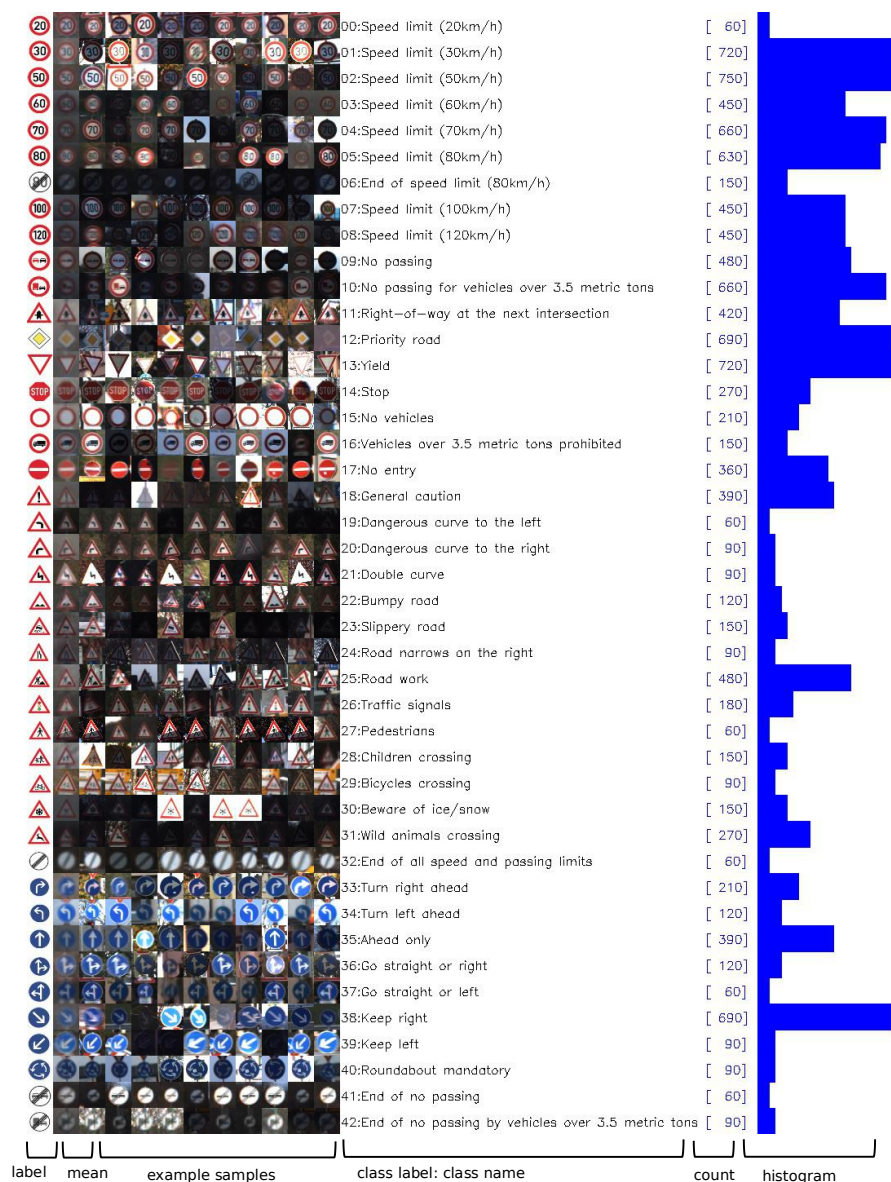 20 00:Speed limit (20km/h) [ 60]
30 01:Speed limit (30km/h) [ 720]
50 02:Speed limit (50km/h) [ 750]
60 03:Speed limit (60km/h) [ 450]
70 04:Speed limit (70km/h) [ 660]
80 05:Speed limit (80km/h) [ 630]
80 06:End of speed limit (80km/h) [ 150]
100 07:Speed limit (100km/h) [ 450]
120 08:Speed limit (120km/h) [ 450]
09:No passing [ 480]
10:No passing for vehicles over 3.5 metric tons [ 660]
11:Right-of-way at the next intersection [ 420]
12:Priority road [ 690]
13:Yield [ 720]
STOP 14:Stop [ 270]
15:No vehicles [ 210]
16:Vehicles over 3.5 metric tons prohibited [ 150]
17:No entry [ 360]
18:General caution [ 390]
19:Dangerous curve to the left [ 60]
20:Dangerous curve to the right [ 90]
21:Double curve [ 90]
22:Bumpy road [ 120]
23:Slippery road [ 150]
24:Road narrows on the right [ 90]
25:Road work [ 480]
26:Traffic signals [ 180]
27:Pedestrians [ 60]
28:Children crossing [ 150]
29:Bicycles crossing [ 90]
30:Beware of ice/snow [ 150]
31:Wild animals crossing [ 270]
32:End of all speed and passing limits [ 60]
33:Turn right ahead [ 210]
34:Turn left ahead [ 120]
35:Ahead only [ 390]
36:Go straight or right [ 120]
37:Go straight or left [ 60]
38:Keep right [ 690]
39:Keep left [ 90]
40:Roundabout mandatory [ 90]
41:End of no passing [ 60]
42:End of no passing by vehicles over 3.5 metric tons [ 90]
label mean example samples class label: class name count histogram